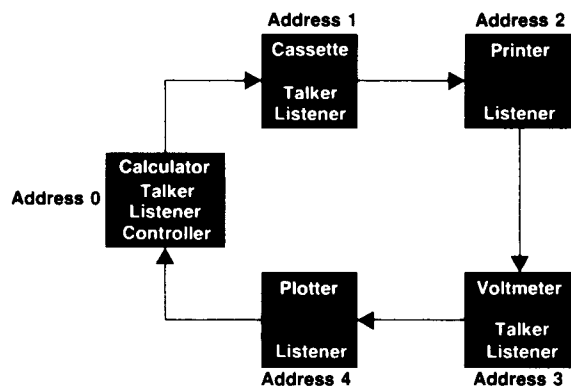 Address 1
Cassette
Talker
Listener
Address 2
Printer
Listener
Address 0
Calculator
Talker
Listener
Controller
Plotter
Listener
Address 4
Voltmeter
Talker
Listener
Address 3